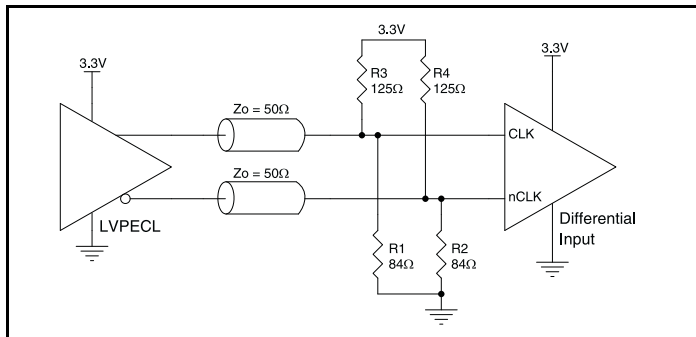 3.3V
3.3V
3.3V
R3
125Ω
R4
125Ω
Zo = 50Ω
CLK
Zo = 50Ω
nCLK
LVPECL
Differential
Input
R1
84Ω
R2
84Ω